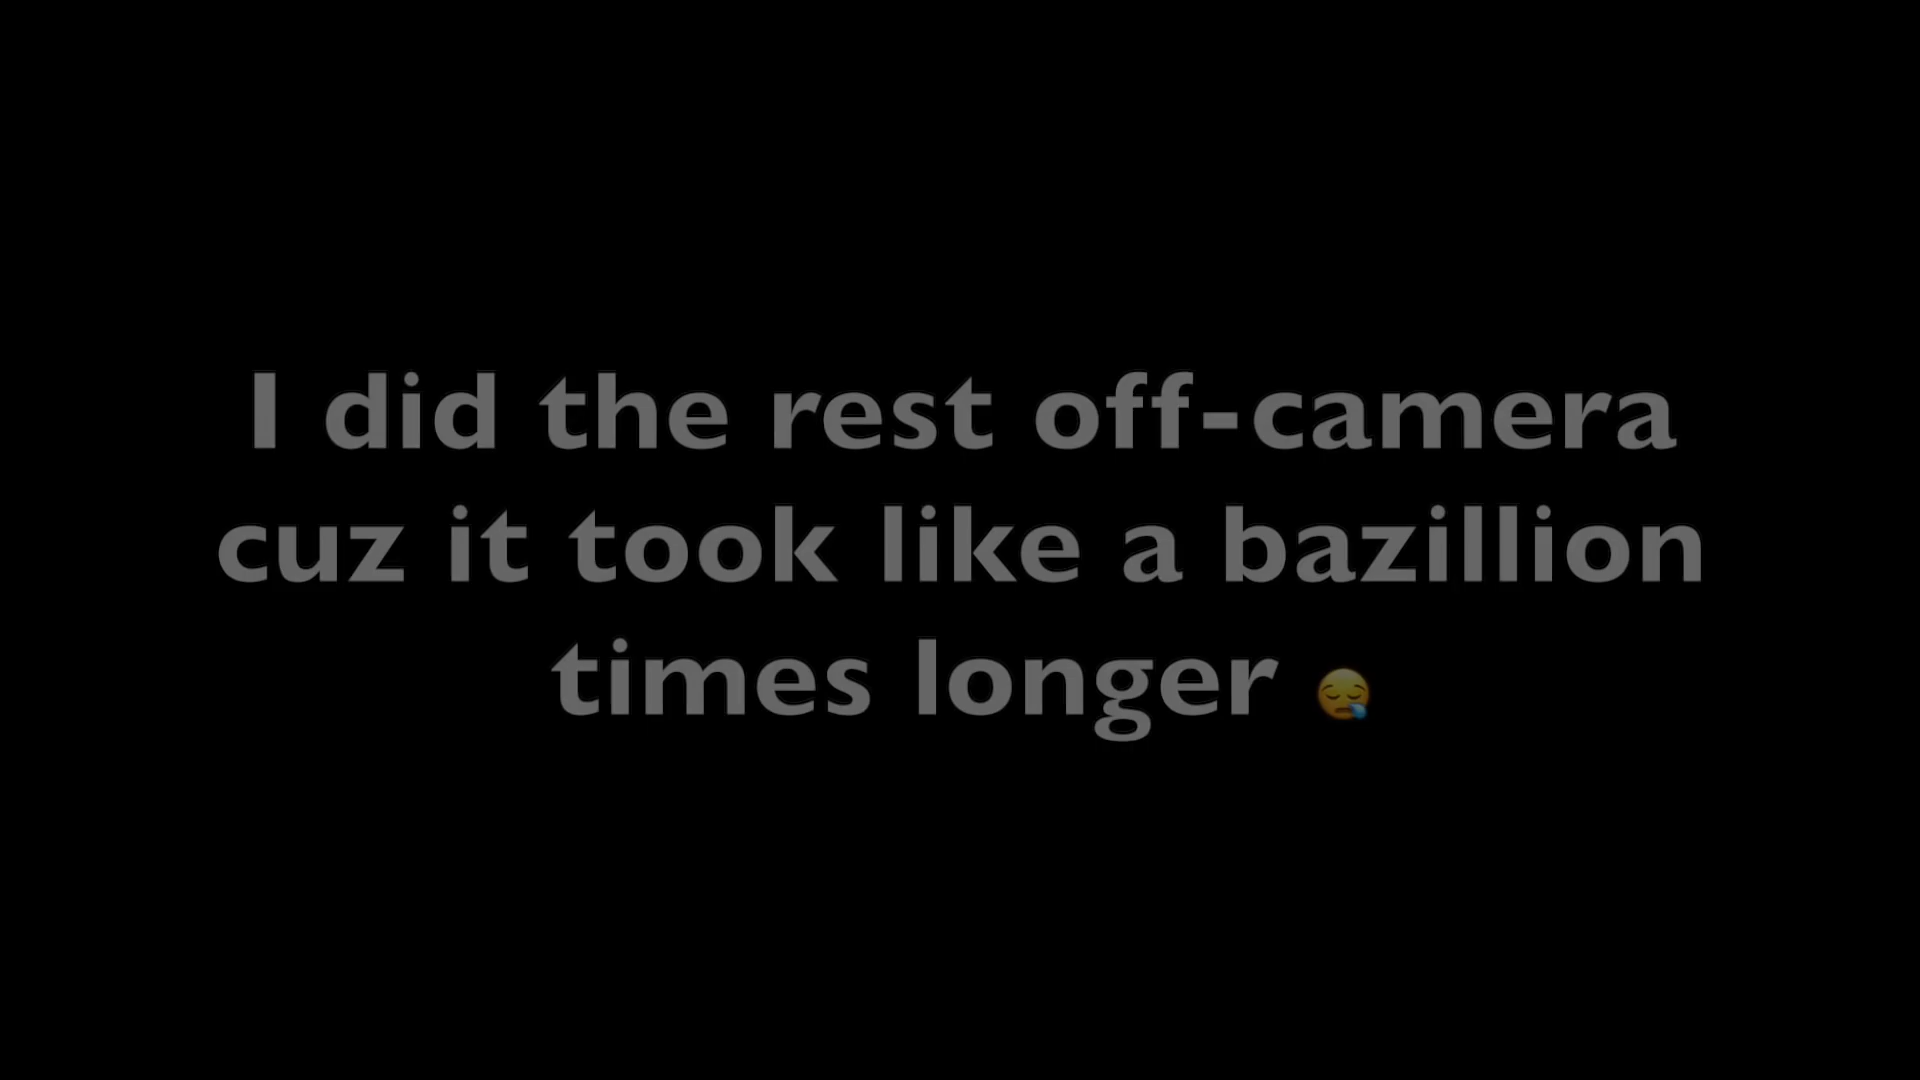 I did the rest off-camera
cuz it took like a bazillion
times longer 😪